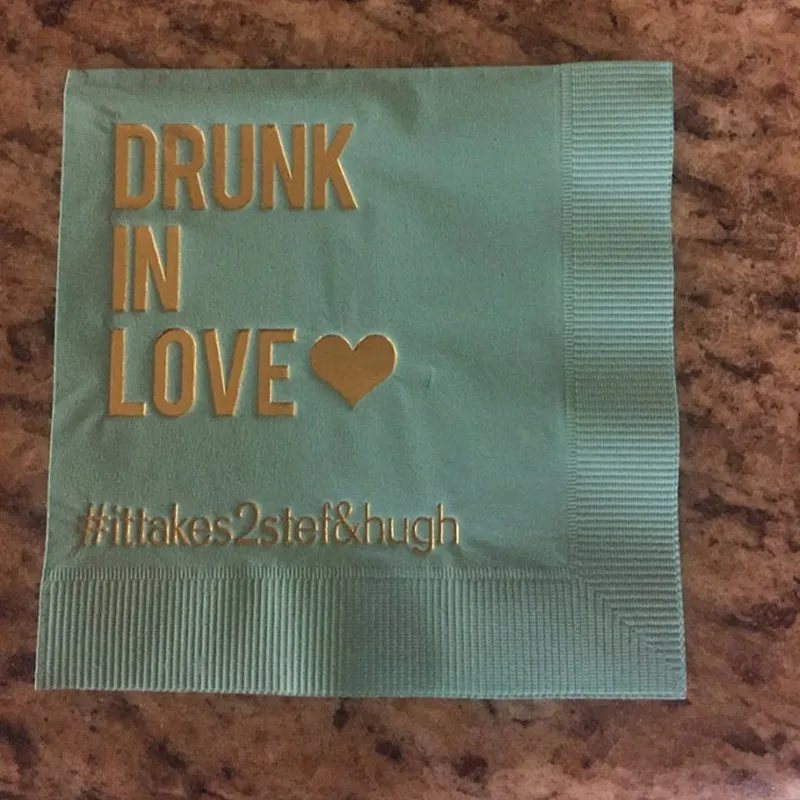 DRUNK
IN
LOVE
#ittakes2stef&hugh